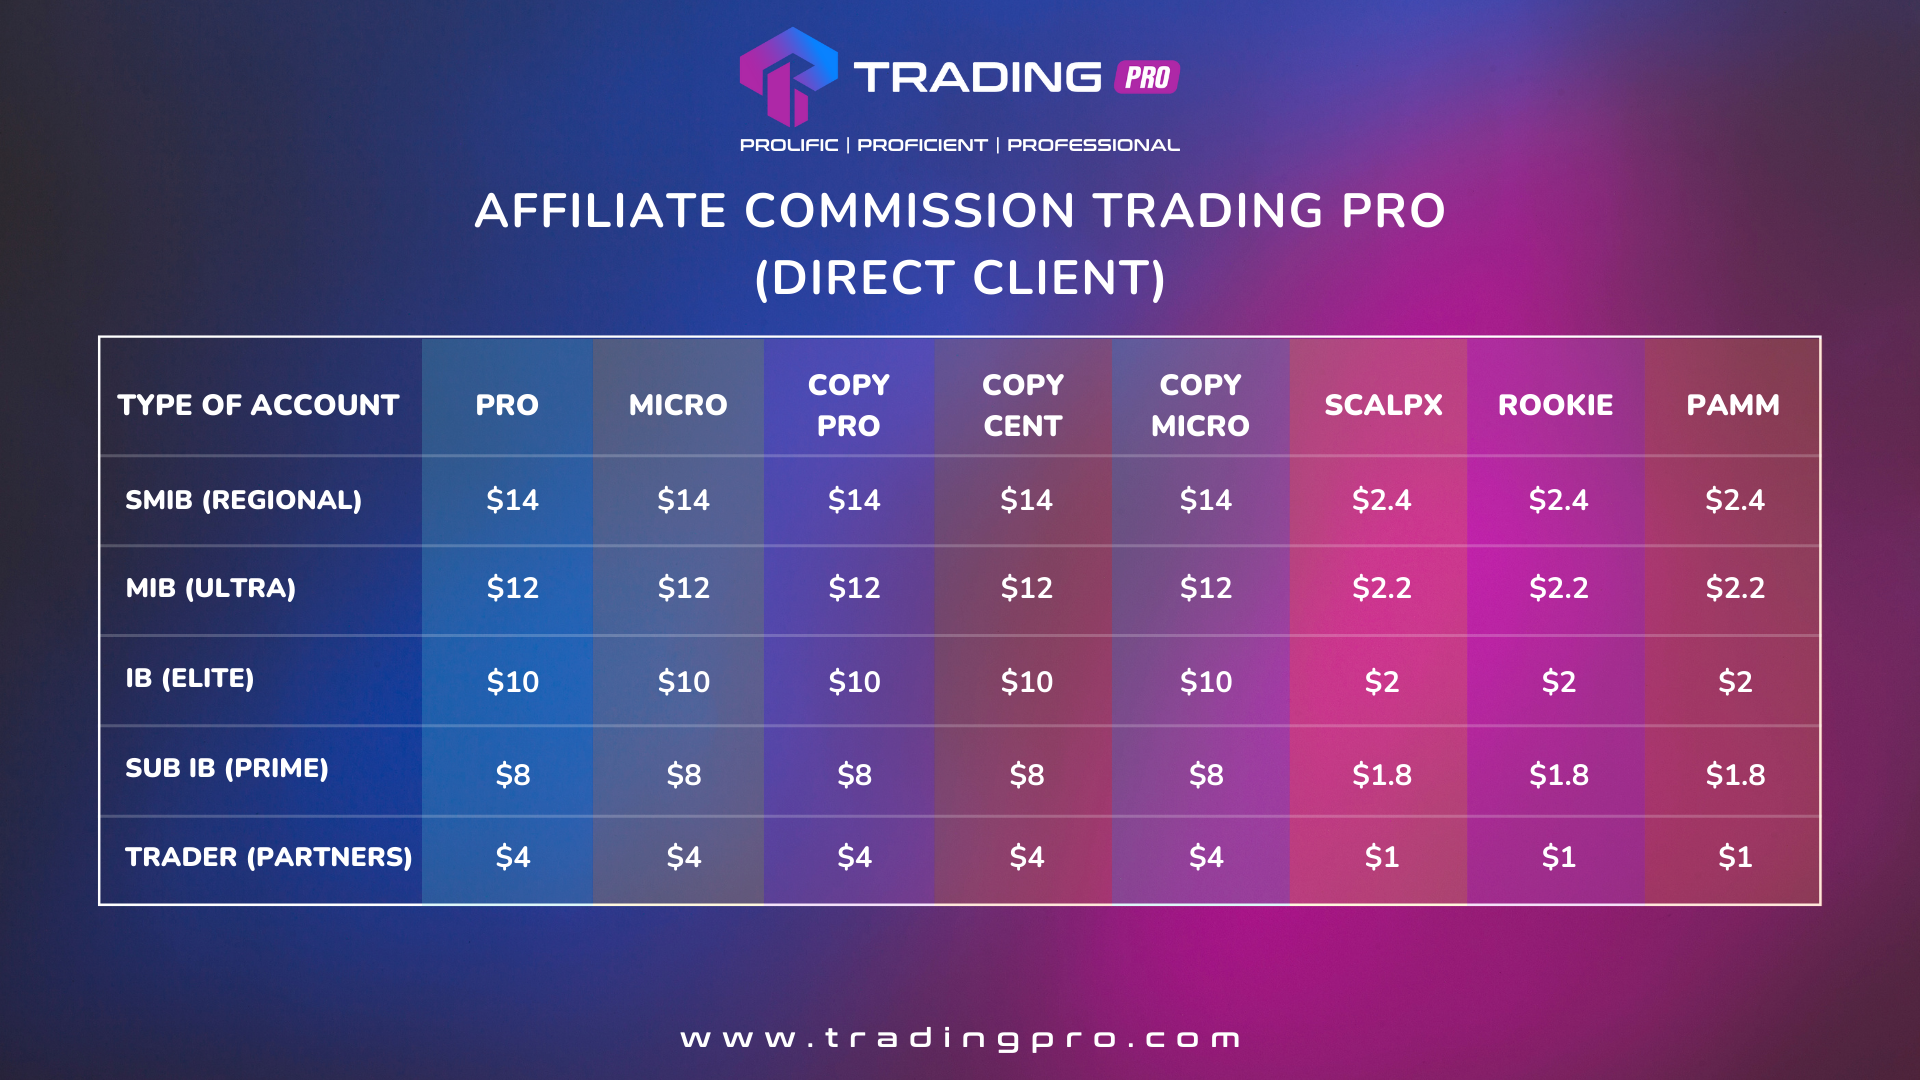 TRADING PRO
PROLIFIC | PROFICIENT | PROFESSIONAL
AFFILIATE COMMISSION TRADING PRO
(DIRECT CLIENT)
TYPE OF ACCOUNT PRO MICRO COPY PRO COPY CENT COPY MICRO SCALPX ROOKIE PAMM
SMIB (REGIONAL) $14 $14 $14 $14 $14 $2.4 $2.4 $2.4
MIB (ULTRA) $12 $12 $12 $12 $12 $2.2 $2.2 $2.2
IB (ELITE) $10 $10 $10 $10 $10 $2 $2 $2
SUB IB (PRIME) $8 $8 $8 $8 $8 $1.8 $1.8 $1.8
TRADER (PARTNERS) $4 $4 $4 $4 $4 $1 $1 $1
www.tradingpro.com